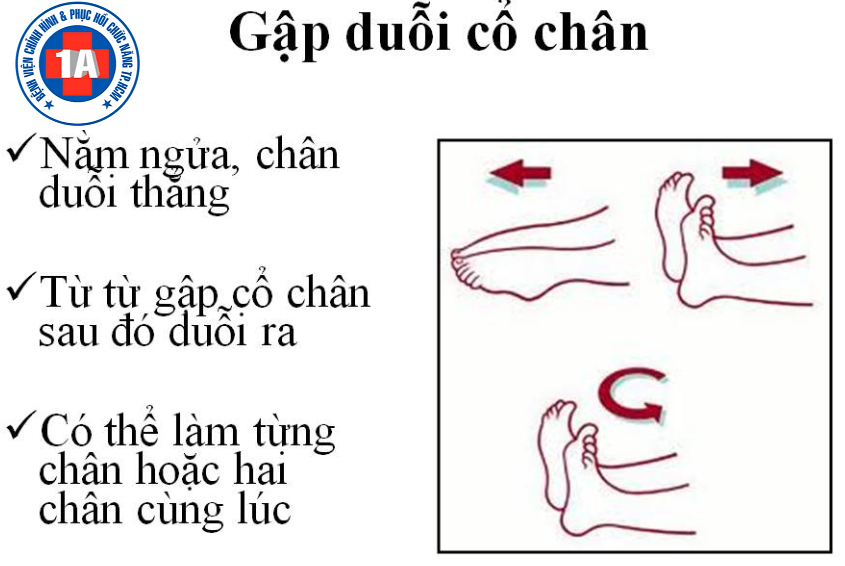 Gập duỗi cổ chân
BỆNH VIỆN CHỈNH HÌNH & PHỤC HỒI CHỨC NĂNG TP.HCM
1A
✓Nằm ngửa, chân
duỗi thẳng
✓Từ từ gập cổ chân
sau đó duỗi ra
✓Có thể làm từng
chân hoặc hai
chân cùng lúc